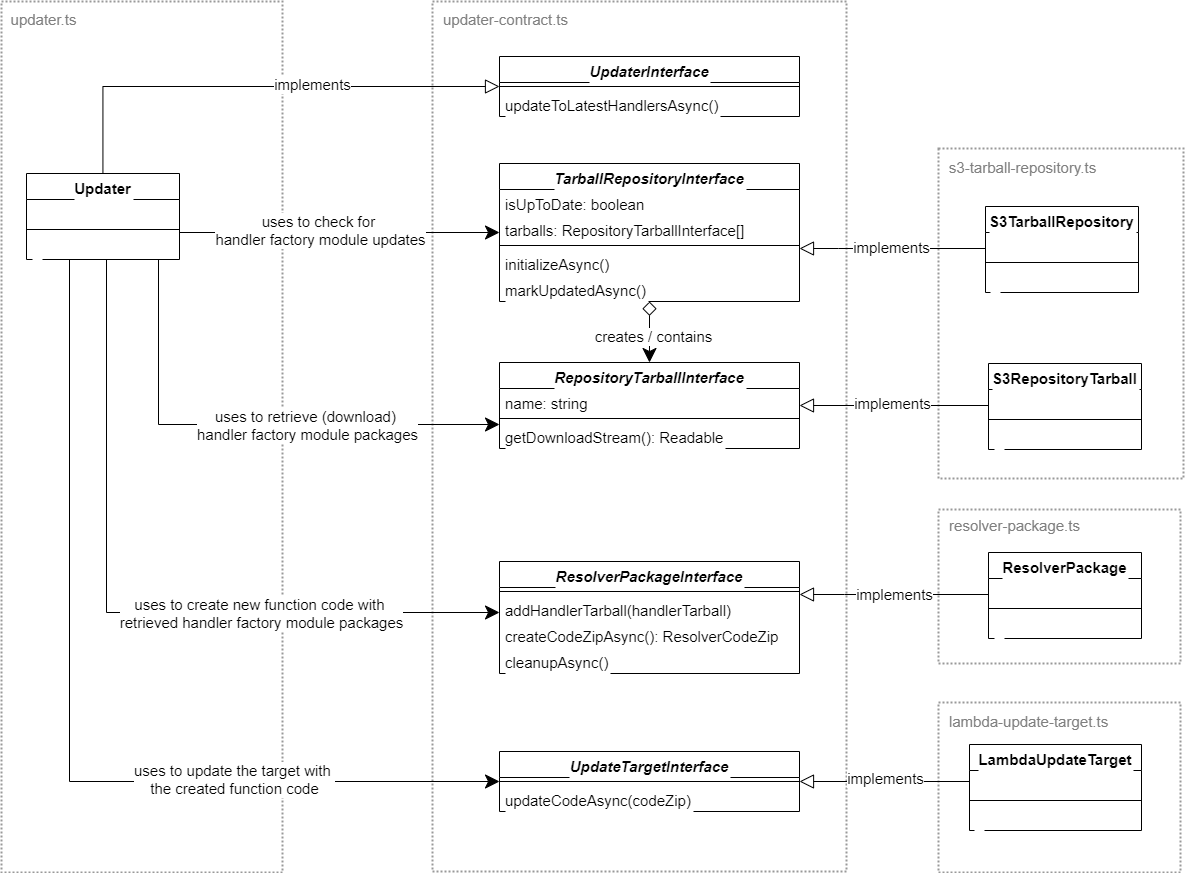 updater.ts
updater-contract.ts
UpdaterInterface
implements
updateToLatestHandlersAsync()
s3-tarball-repository.ts
TarballRepositoryInterface
Updater
isUpToDate: boolean
S3TarballRepository
uses to check for
handler factory module updates
tarballs: RepositoryTarballInterface[]
implements
initializeAsync()
markUpdatedAsync()
creates / contains
RepositoryTarballInterface
S3RepositoryTarball
name: string
implements
uses to retrieve (download)
handler factory module packages
getDownloadStream(): Readable
resolver-package.ts
ResolverPackageInterface
ResolverPackage
implements
uses to create new function code with
retrieved handler factory module packages
addHandlerTarball(handlerTarball)
createCodeZipAsync(): ResolverCodeZip
cleanupAsync()
lambda-update-target.ts
UpdateTargetInterface
LambdaUpdateTarget
uses to update the target with
the created function code
implements
updateCodeAsync(codeZip)